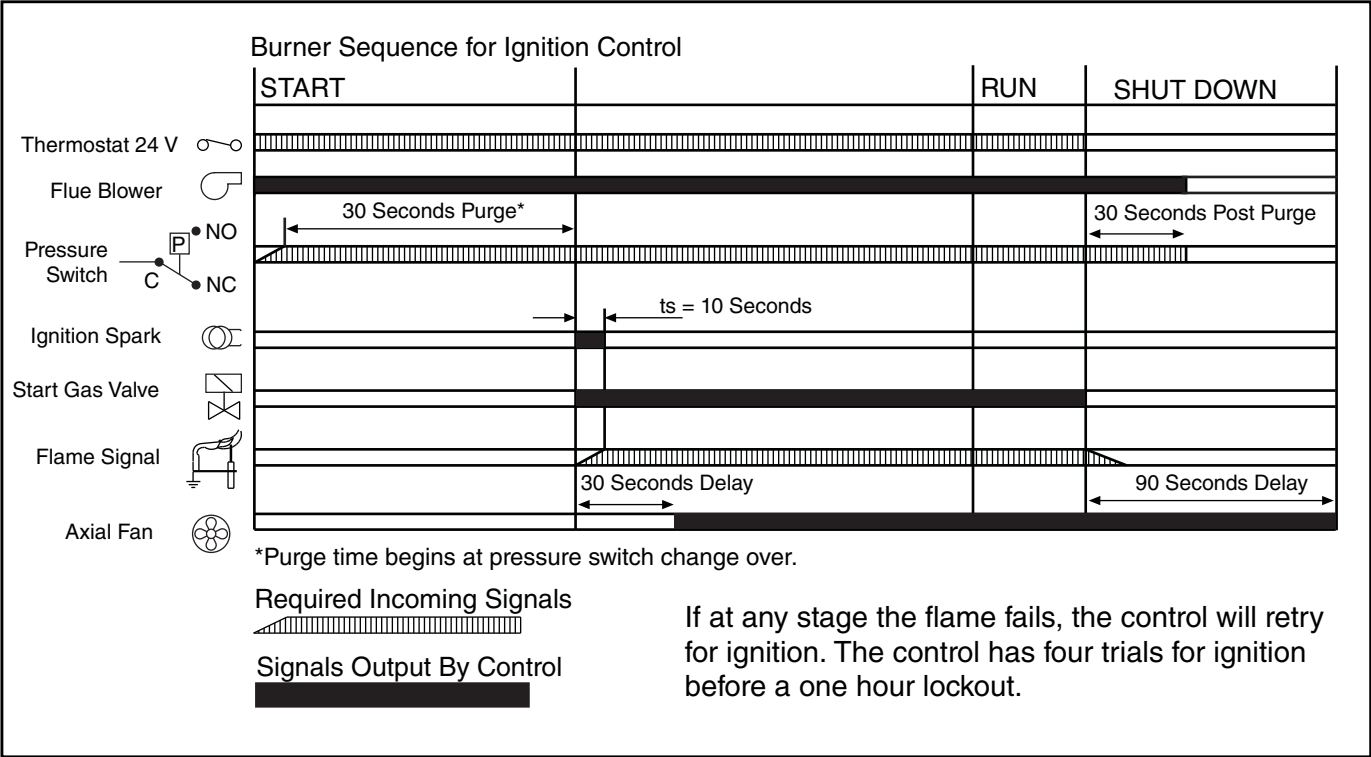 Burner Sequence for Ignition Control
START
RUN
SHUT DOWN
Thermostat 24 V
Flue Blower
30 Seconds Purge*
30 Seconds Post Purge
Pressure
Switch
P
NO
C
NC
ts = 10 Seconds
Ignition Spark
Start Gas Valve
Flame Signal
30 Seconds Delay
90 Seconds Delay
Axial Fan
*Purge time begins at pressure switch change over.
Required Incoming Signals
Signals Output By Control
If at any stage the flame fails, the control will retry
for ignition. The control has four trials for ignition
before a one hour lockout.